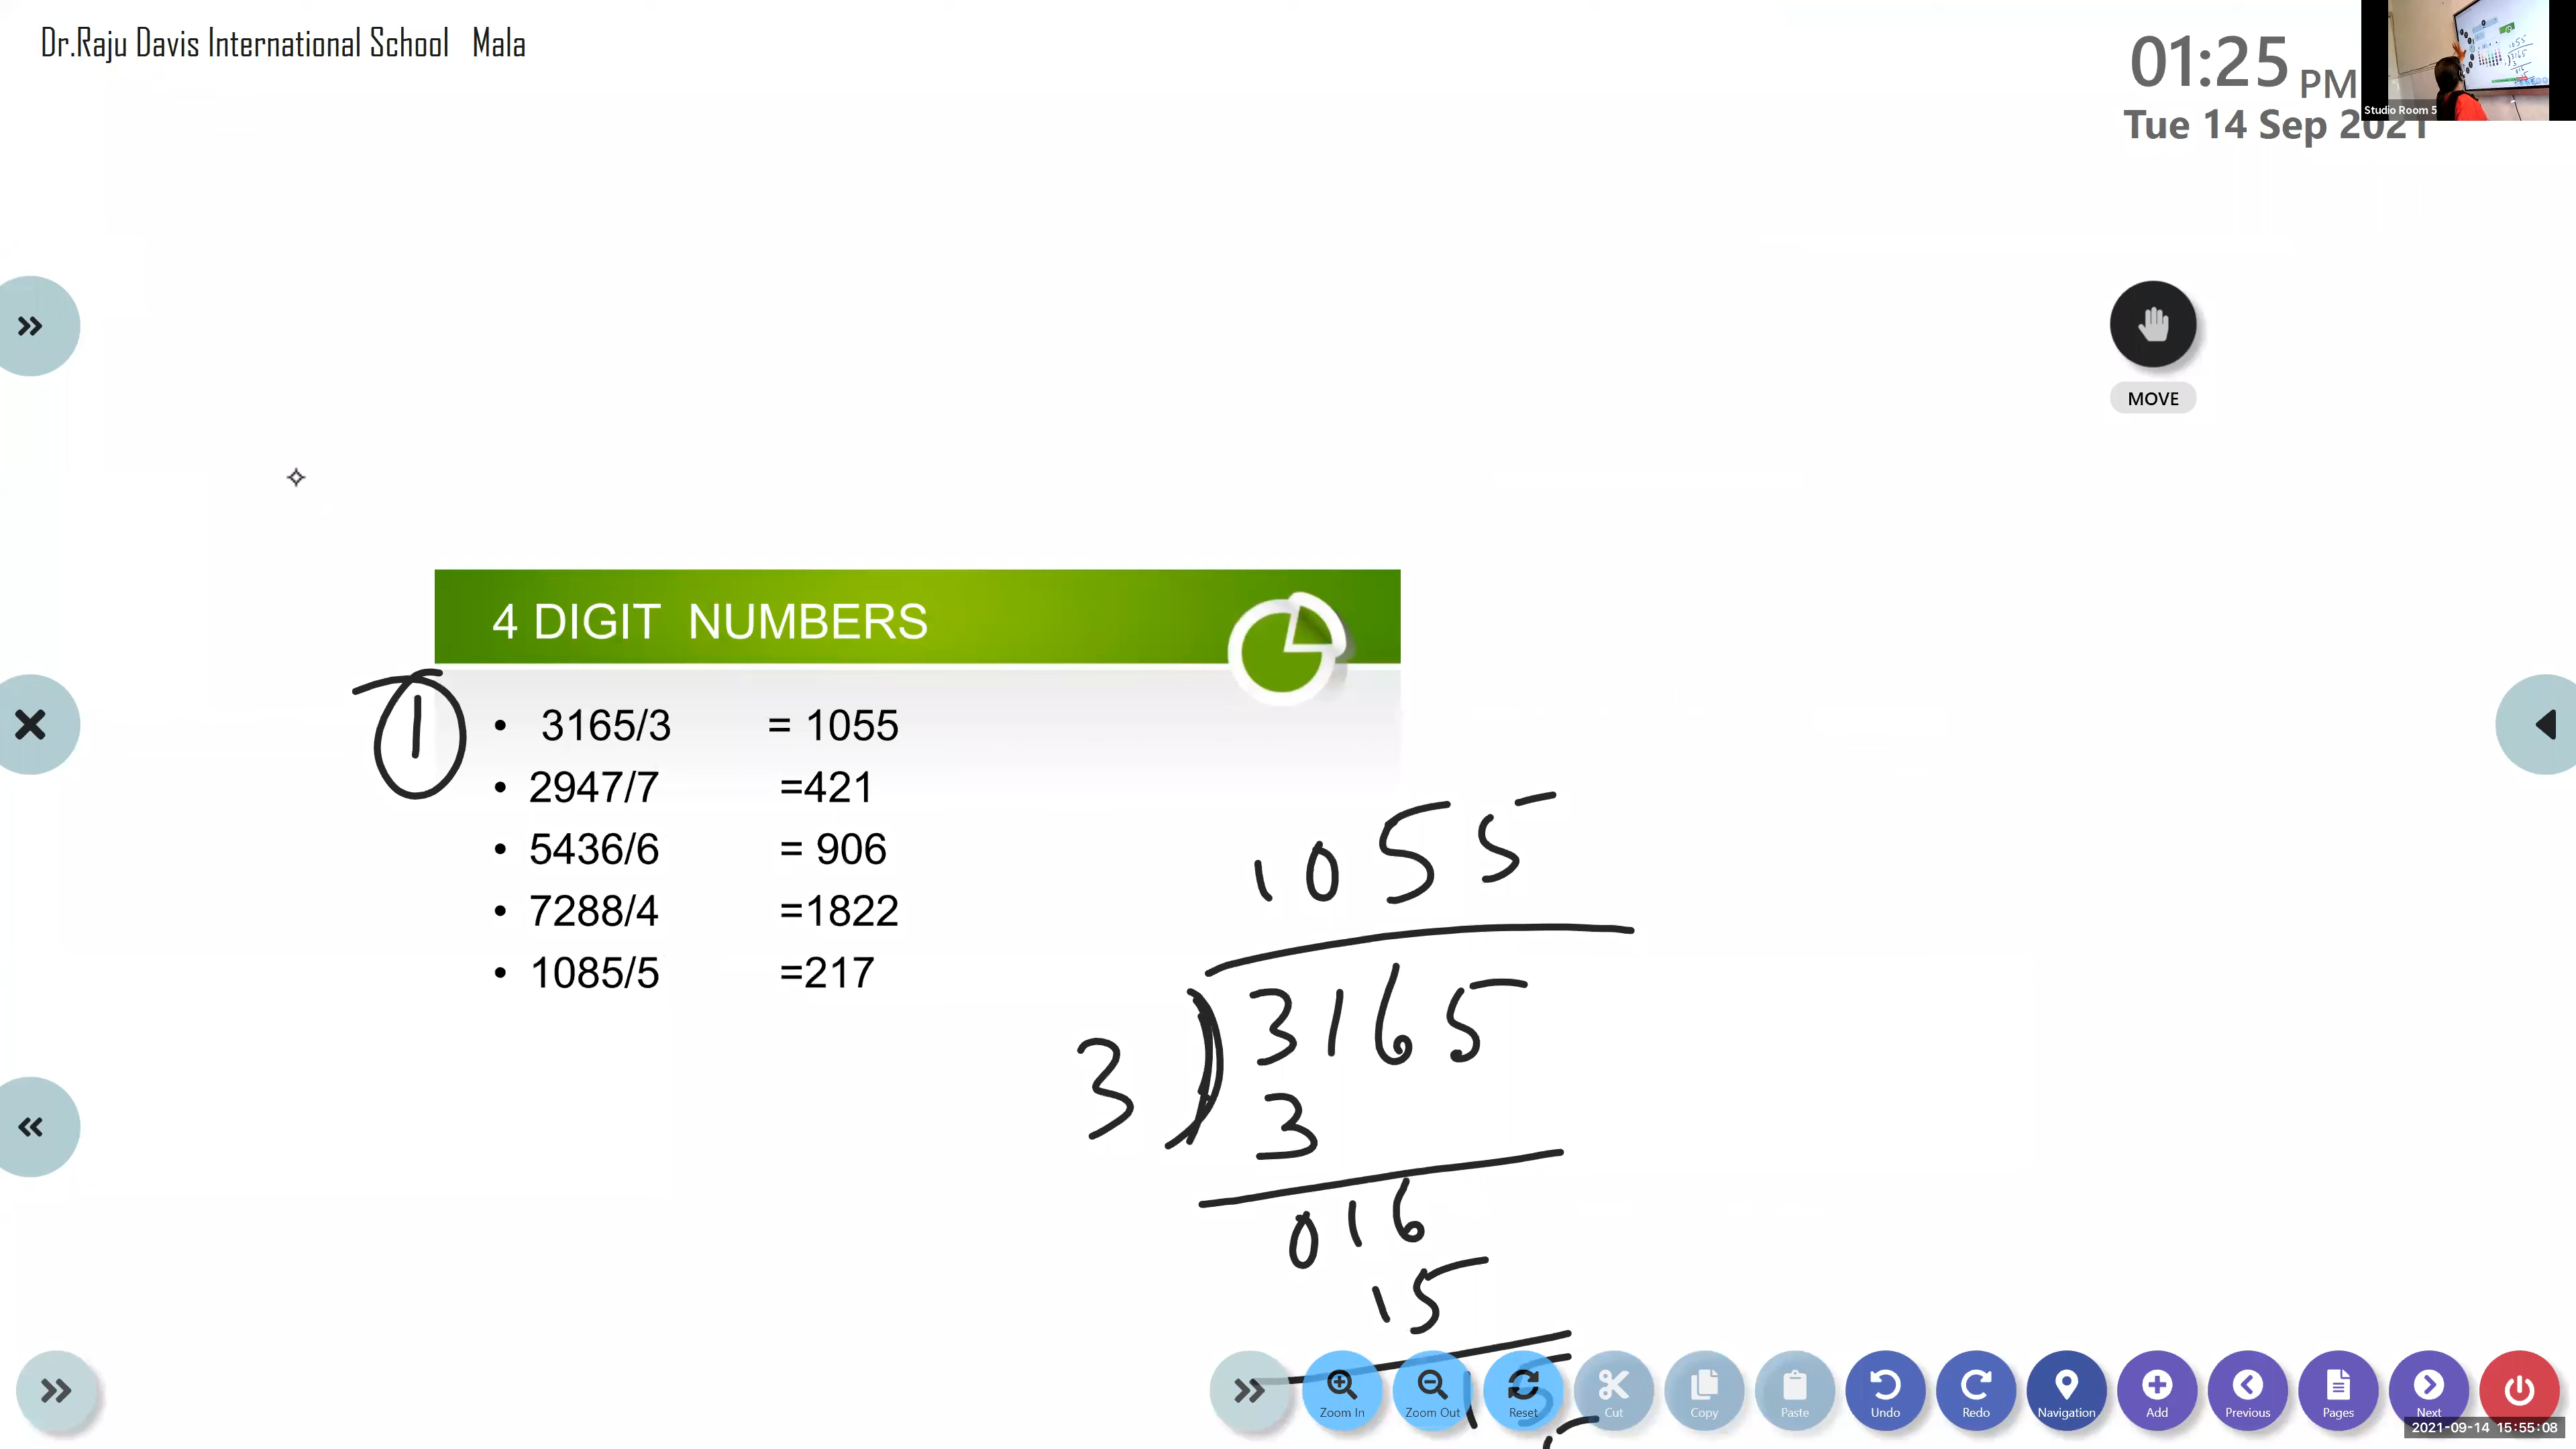 Dr.Raju Davis International School Mala
01:25 PM
Tue 14 Sep 2021
Studio Room 5
MOVE
4 DIGIT NUMBERS
1
• 3165/3 = 1055
• 2947/7 =421
• 5436/6 = 906
• 7288/4 =1822
• 1085/5 =217
1055
3)3165
3
016
15
15
Zoom In
Zoom Out
Reset
Cut
Copy
Paste
Undo
Redo
Navigation
Add
Previous
Pages
Next
2021-09-14 15:55:08